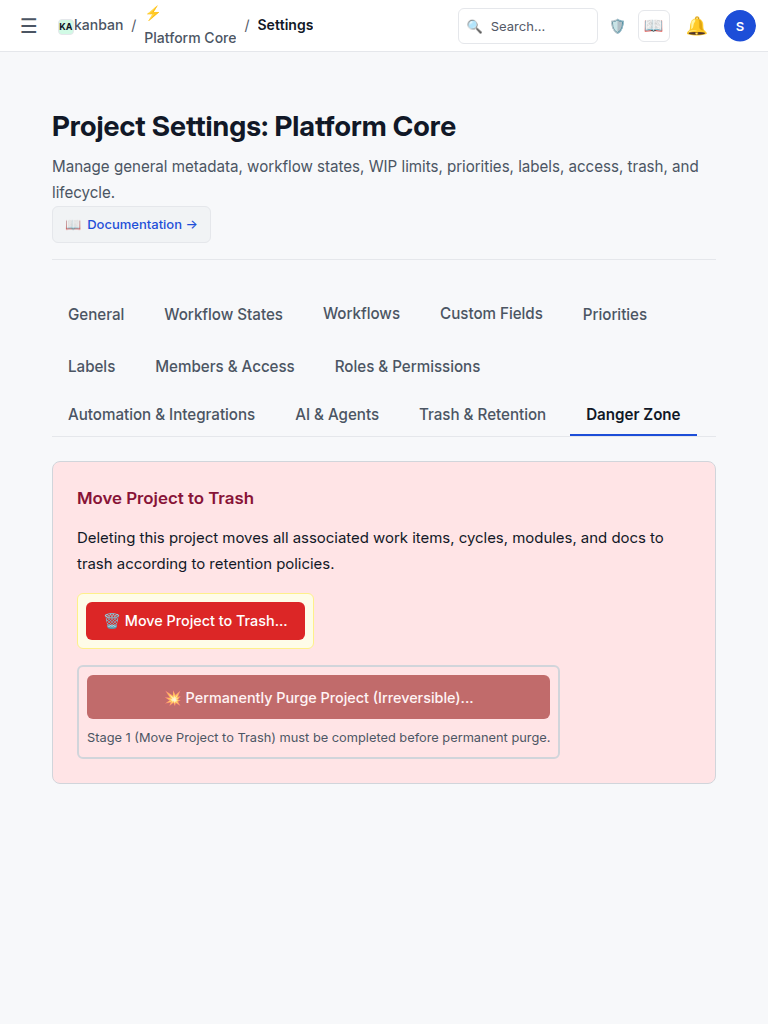 ☰ KA kanban / ⚡ Platform Core / Settings 🔍 Search... 🛡️ 📖 🔔 S
Project Settings: Platform Core
Manage general metadata, workflow states, WIP limits, priorities, labels, access, trash, and
lifecycle.
📖 Documentation →
General Workflow States Workflows Custom Fields Priorities
Labels Members & Access Roles & Permissions
Automation & Integrations AI & Agents Trash & Retention Danger Zone
Move Project to Trash
Deleting this project moves all associated work items, cycles, modules, and docs to
trash according to retention policies.
🗑️ Move Project to Trash...
💥 Permanently Purge Project (Irreversible)...
Stage 1 (Move Project to Trash) must be completed before permanent purge.